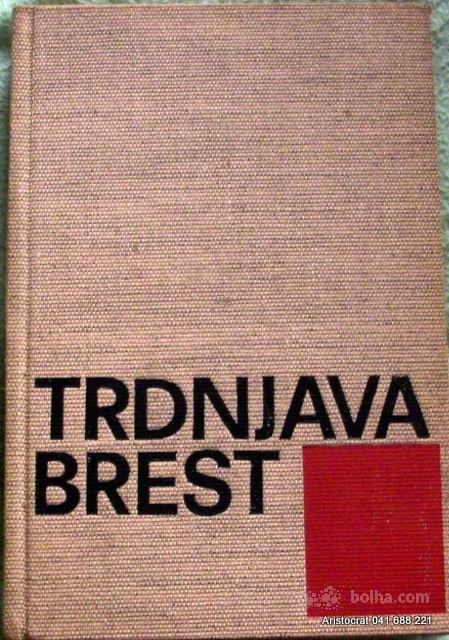 TRDNJAVA
BREST
bolha.com
Aristocrat 041 688 221